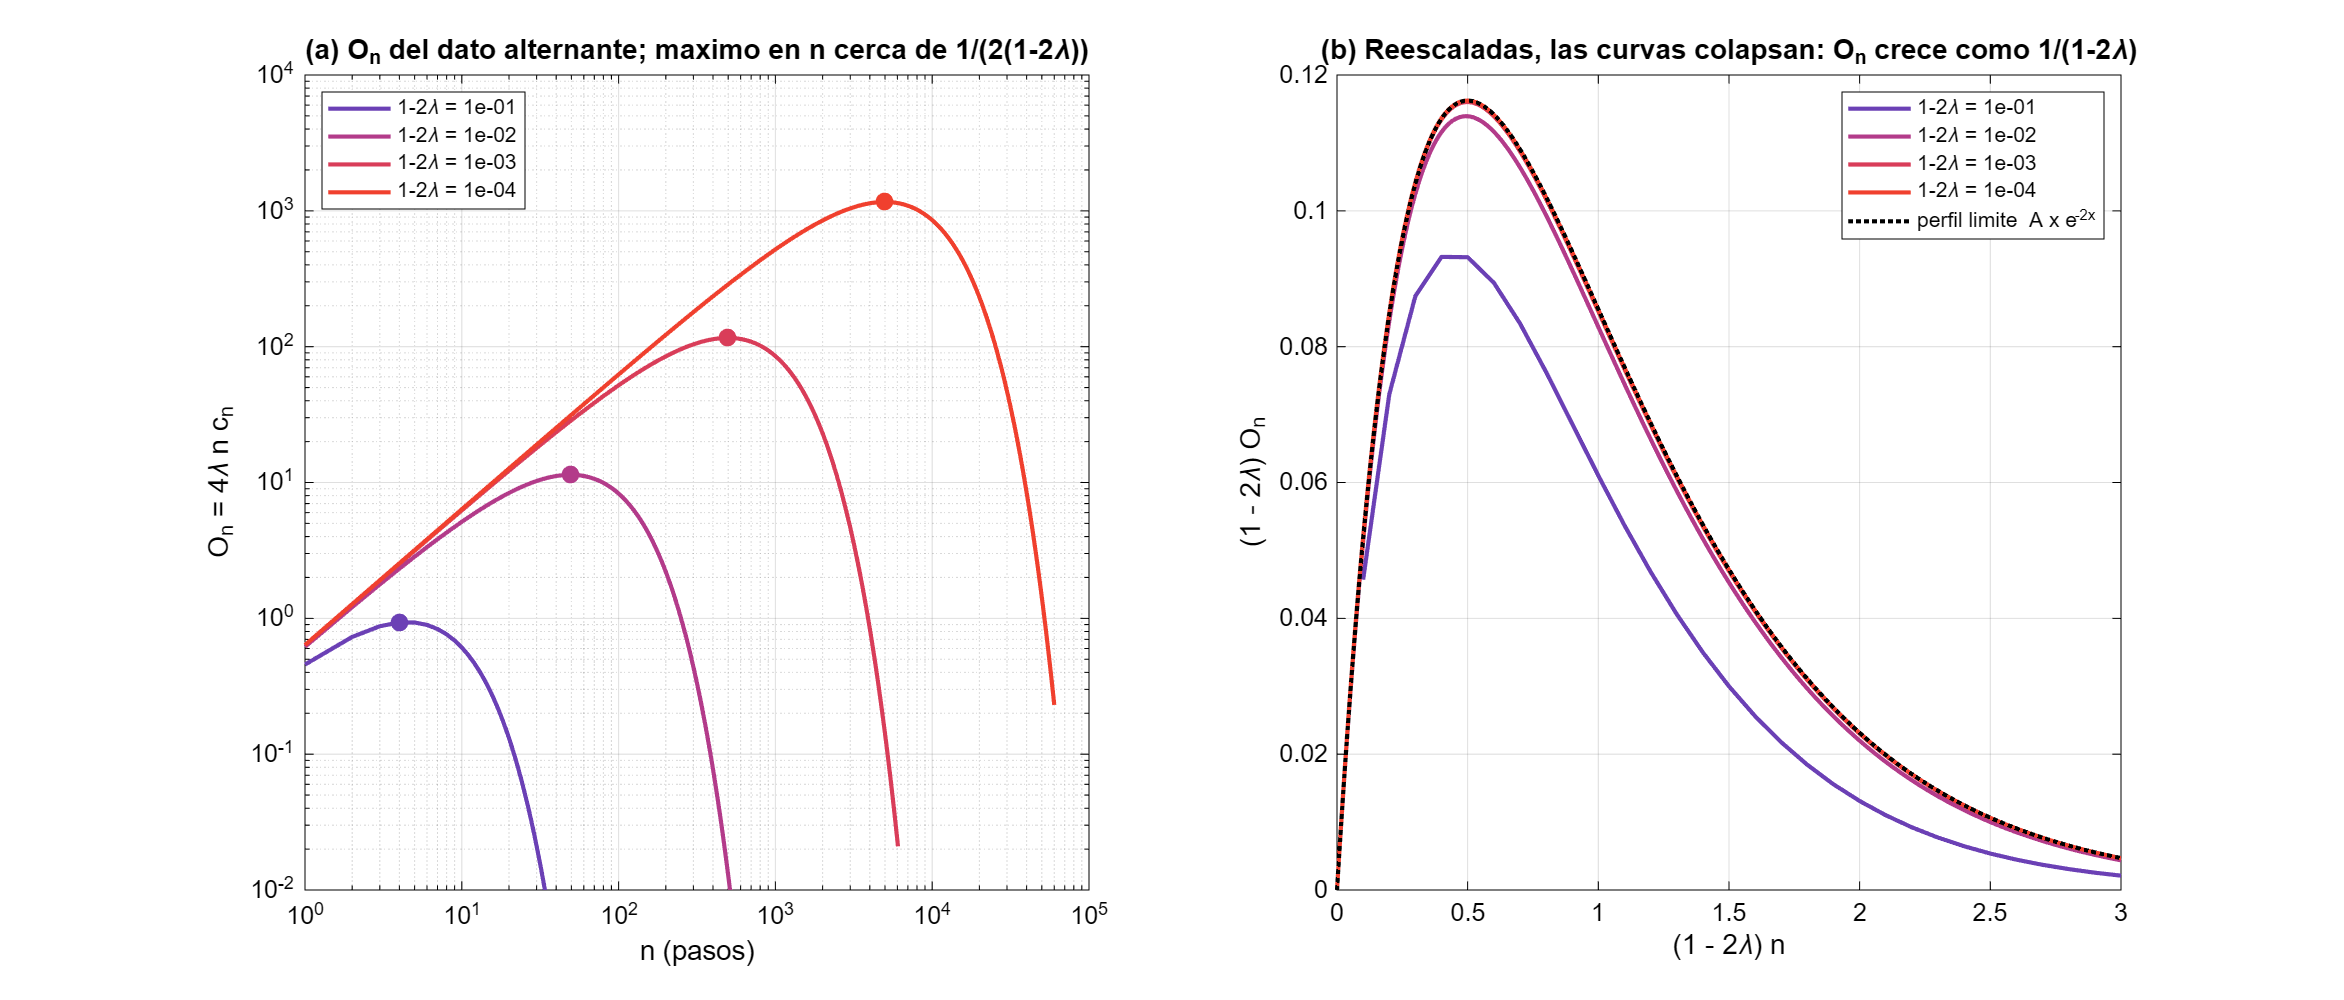 (a) Oₙ del dato alternante; maximo en n cerca de 1/(2(1-2λ))
10⁴
10³
10²
10¹
10⁰
10⁻¹
10⁻²
Oₙ = 4λ n cₙ
1-2λ = 1e-01
1-2λ = 1e-02
1-2λ = 1e-03
1-2λ = 1e-04
10⁰ 10¹ 10² 10³ 10⁴ 10⁵
n (pasos)
(b) Reescaladas, las curvas colapsan: Oₙ crece como 1/(1-2λ)
0.12
0.1
0.08
0.06
0.04
0.02
0
(1 - 2λ) Oₙ
1-2λ = 1e-01
1-2λ = 1e-02
1-2λ = 1e-03
1-2λ = 1e-04
perfil limite A x e⁻²ˣ
0 0.5 1 1.5 2 2.5 3
(1 - 2λ) n